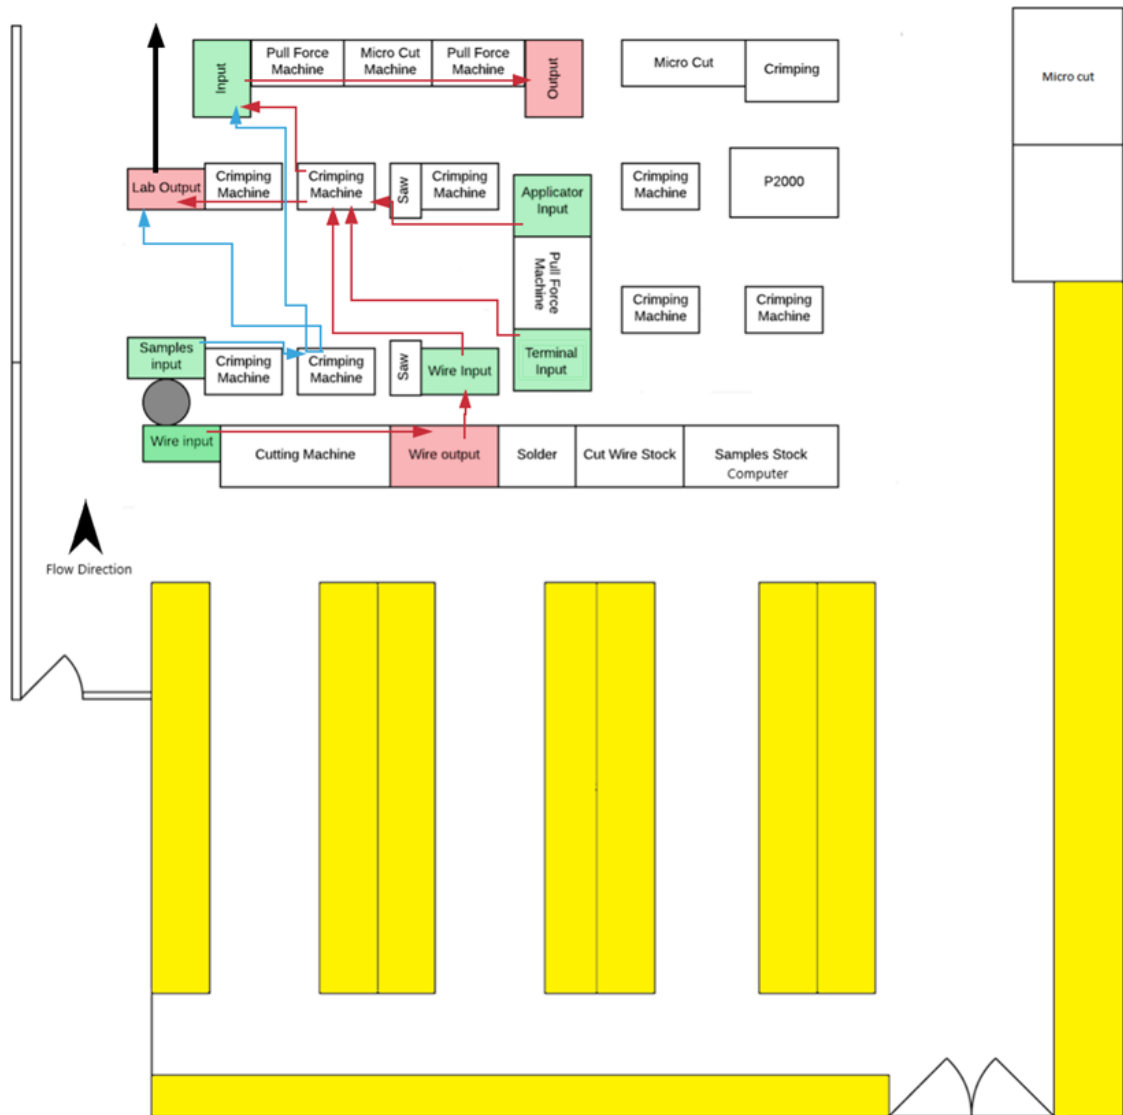 Input
Pull Force
Machine
Micro Cut
Machine
Pull Force
Machine
Output
Micro Cut
Crimping
Micro cut
Lab Output
Crimping
Machine
Crimping
Machine
Saw
Crimping
Machine
Applicator
Input
Crimping
Machine
P2000
Pull Force
Machine
Crimping
Machine
Crimping
Machine
Samples
input
Crimping
Machine
Crimping
Machine
Saw
Wire Input
Terminal
Input
Wire input
Cutting Machine
Wire output
Solder
Cut Wire Stock
Samples Stock
Computer
Flow Direction